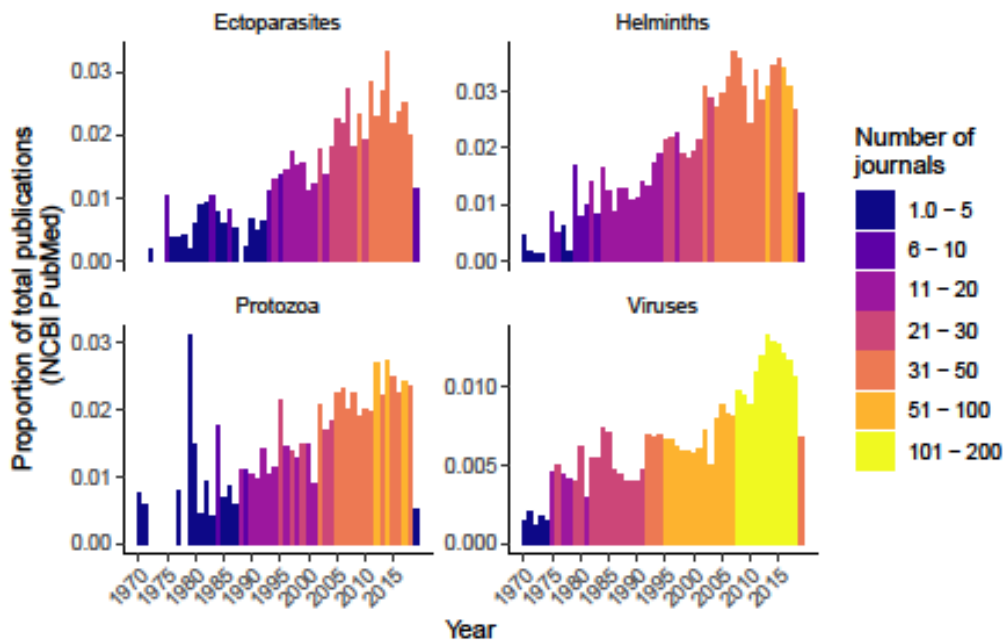 Ectoparasites
Helminths
0.03
0.02
0.01
0.00
0.03
0.02
0.01
0.00
Protozoa
Viruses
0.03
0.02
0.01
0.00
0.010
0.005
0.000
1970
1975
1980
1985
1990
1995
2000
2005
2010
2015
1970
1975
1980
1985
1990
1995
2000
2005
2010
2015
Year
Proportion of total publications
(NCBI PubMed)
Number of
journals
1.0 – 5
6 – 10
11 – 20
21 – 30
31 – 50
51 – 100
101 – 200